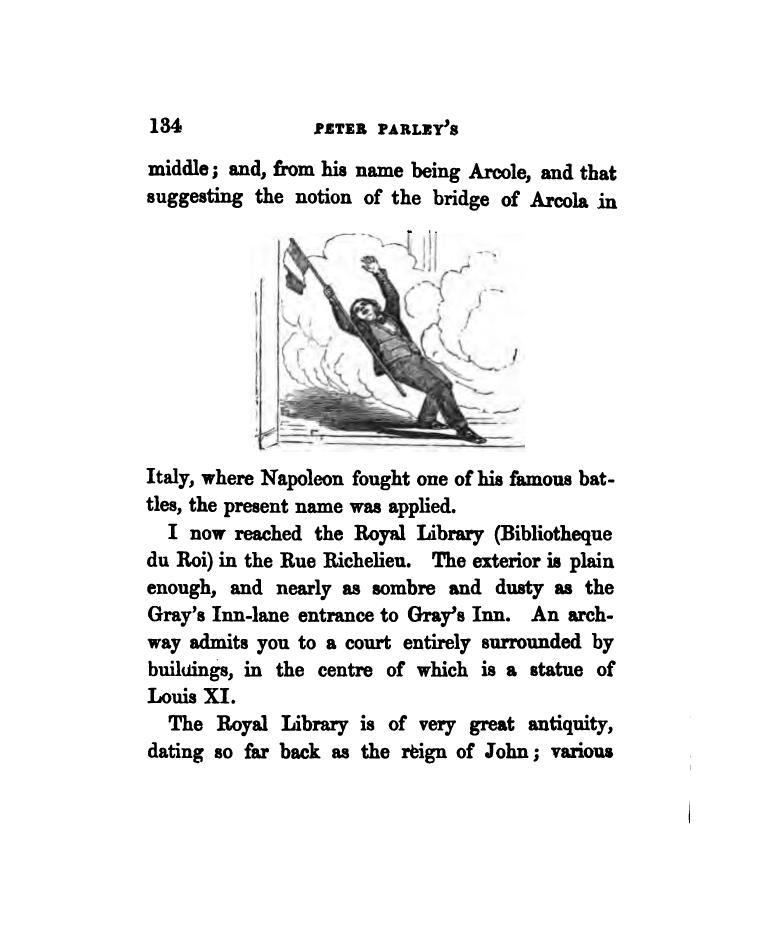 134 PETER PARLEY'S
middle; and, from his name being Arcole, and that
suggesting the notion of the bridge of Arcola in
Italy, where Napoleon fought one of his famous bat-
tles, the present name was applied.
I now reached the Royal Library (Bibliotheque
du Roi) in the Rue Richelieu. The exterior is plain
enough, and nearly as sombre and dusty as the
Gray's Inn-lane entrance to Gray's Inn. An arch-
way admits you to a court entirely surrounded by
buildings, in the centre of which is a statue of
Louis XI.
The Royal Library is of very great antiquity,
dating so far back as the reign of John; various